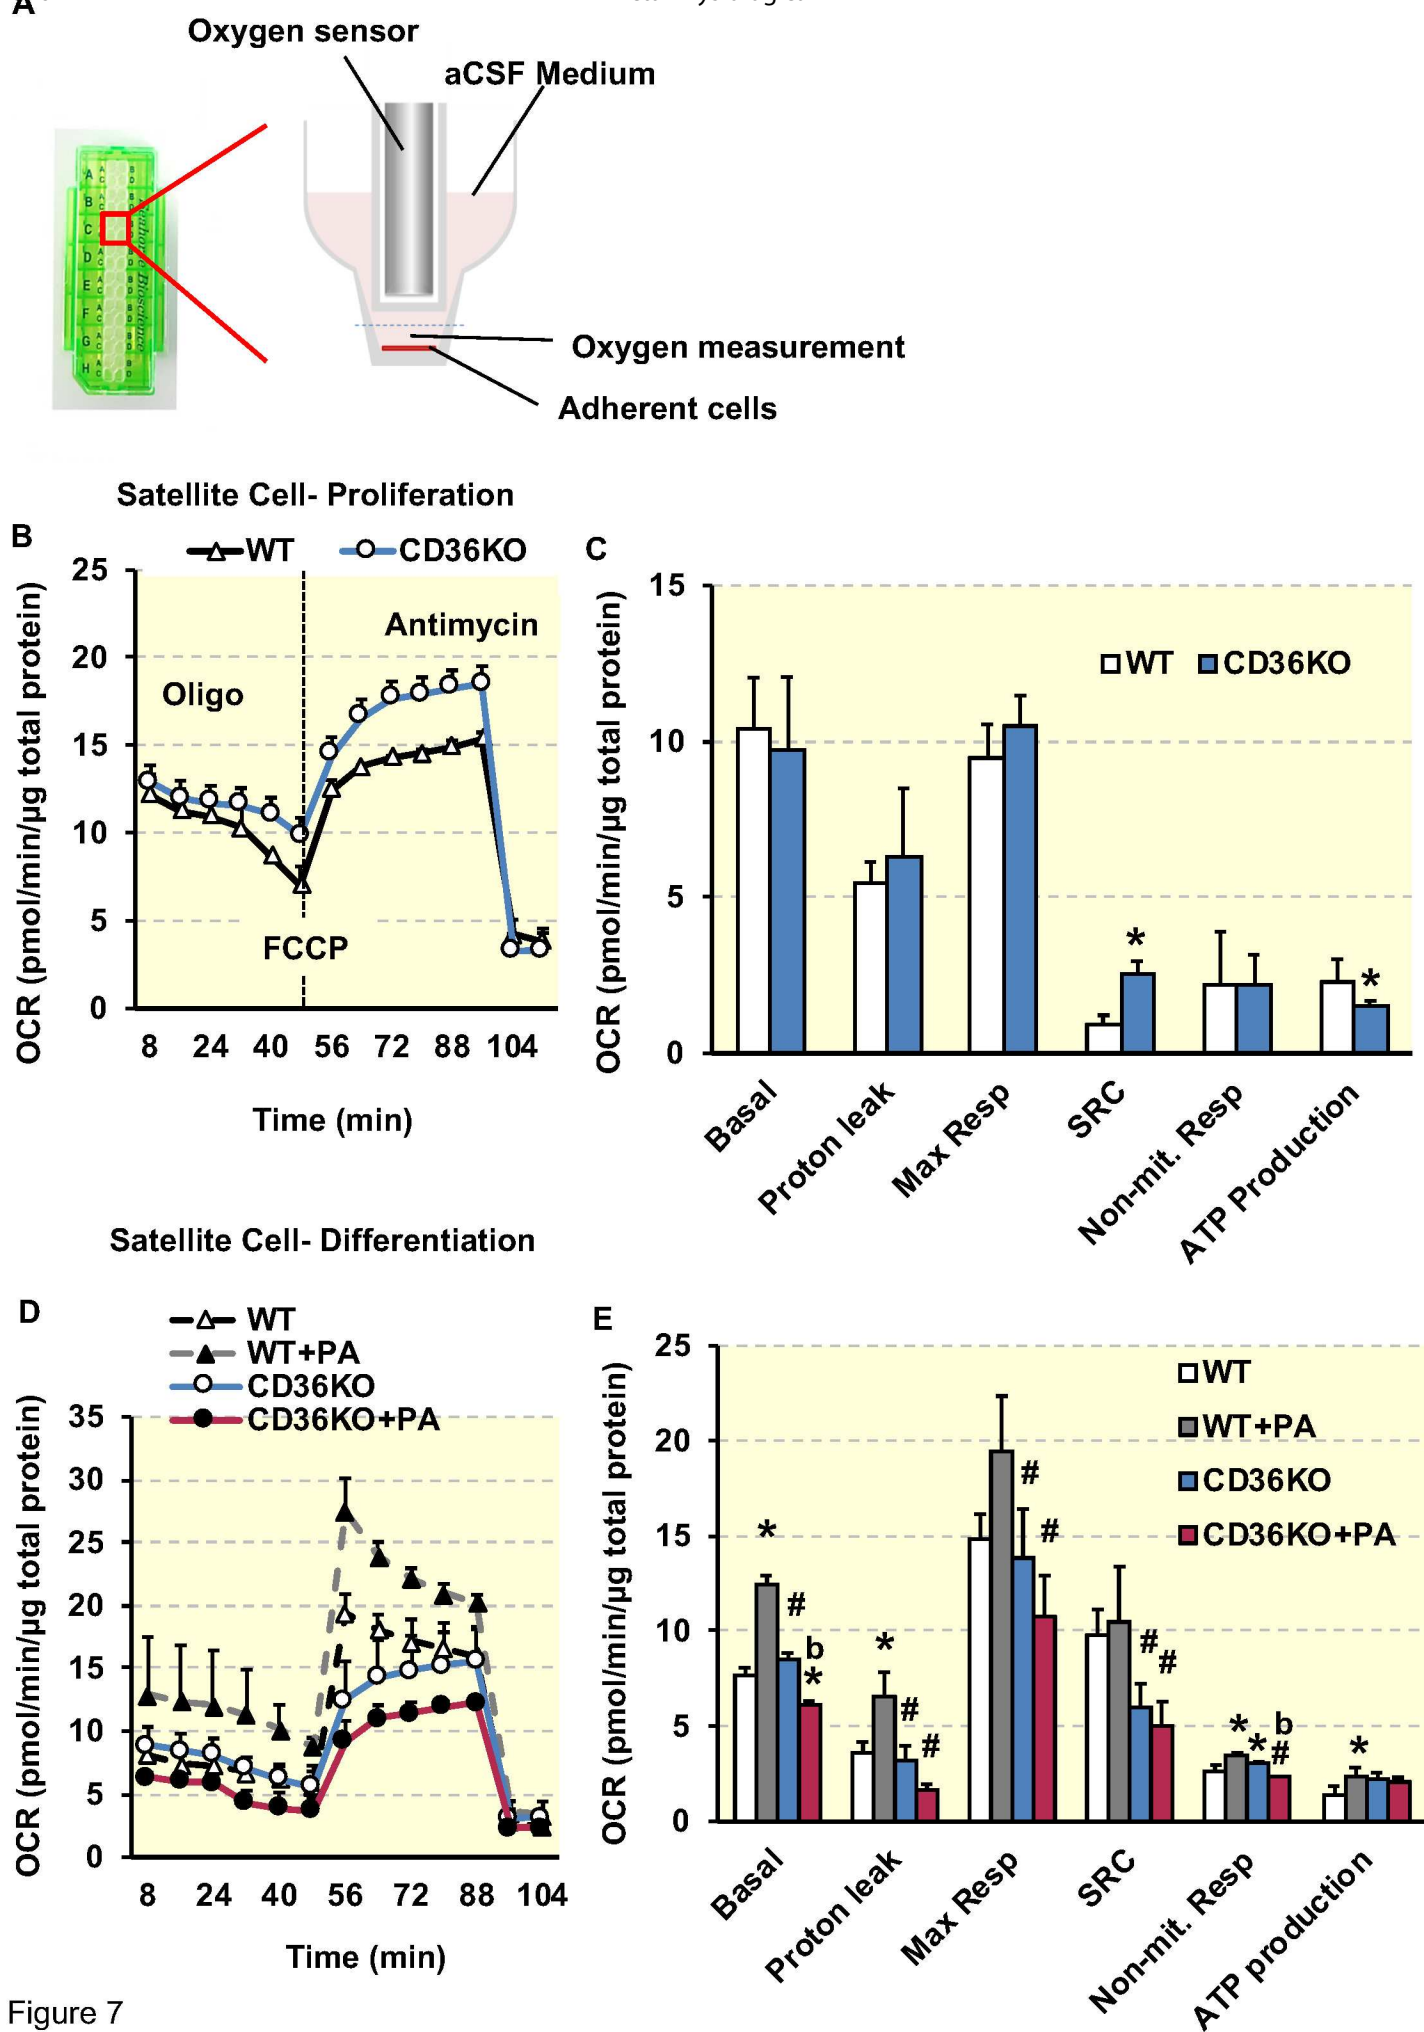 A
Oxygen sensor
aCSF Medium
A
B
C
D
E
F
G
H
Oxygen measurement
Adherent cells
Satellite Cell- Proliferation
B
WT
CD36KO
OCR (pmol/min/µg total protein)
25
20
15
10
5
0
Oligo
Antimycin
FCCP
8 24 40 56 72 88 104
Time (min)
C
OCR (pmol/min/µg total protein)
15
10
5
0
WT CD36KO
*
*
Basal
Proton leak
Max Resp
SRC
Non-mit. Resp
ATP Production
Satellite Cell- Differentiation
D
WT
WT+PA
CD36KO
CD36KO+PA
OCR (pmol/min/µg total protein)
35
30
25
20
15
10
5
0
8 24 40 56 72 88 104
Time (min)
E
OCR (pmol/min/µg total protein)
25
20
15
10
5
0
WT
WT+PA
CD36KO
CD36KO+PA
*
#
b
*
*
#
#
#
#
#
#
*
*
b
#
*
Basal
Proton leak
Max Resp
SRC
Non-mit. Resp
ATP production
Figure 7